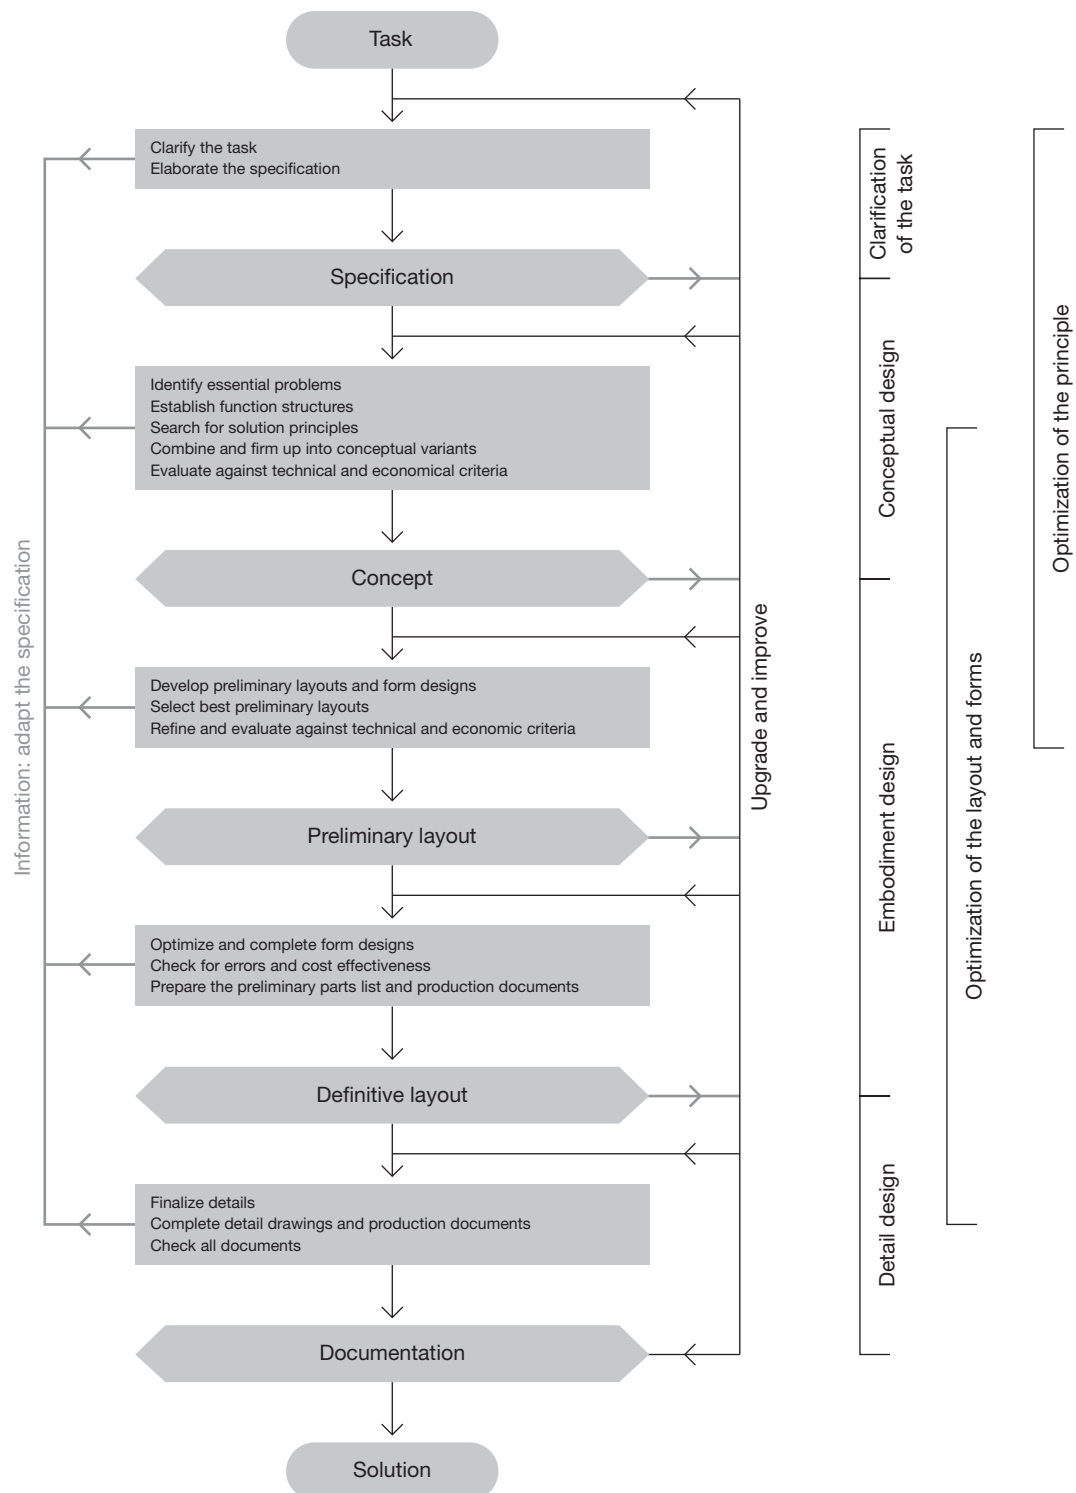 Task
Clarify the task
Elaborate the specification
Specification
Identify essential problems
Establish function structures
Search for solution principles
Combine and firm up into conceptual variants
Evaluate against technical and economical criteria
Concept
Develop preliminary layouts and form designs
Select best preliminary layouts
Refine and evaluate against technical and economic criteria
Preliminary layout
Optimize and complete form designs
Check for errors and cost effectiveness
Prepare the preliminary parts list and production documents
Definitive layout
Finalize details
Complete detail drawings and production documents
Check all documents
Documentation
Solution
Information: adapt the specification
Upgrade and improve
Clarification
of the task
Conceptual design
Embodiment design
Detail design
Optimization of the layout and forms
Optimization of the principle